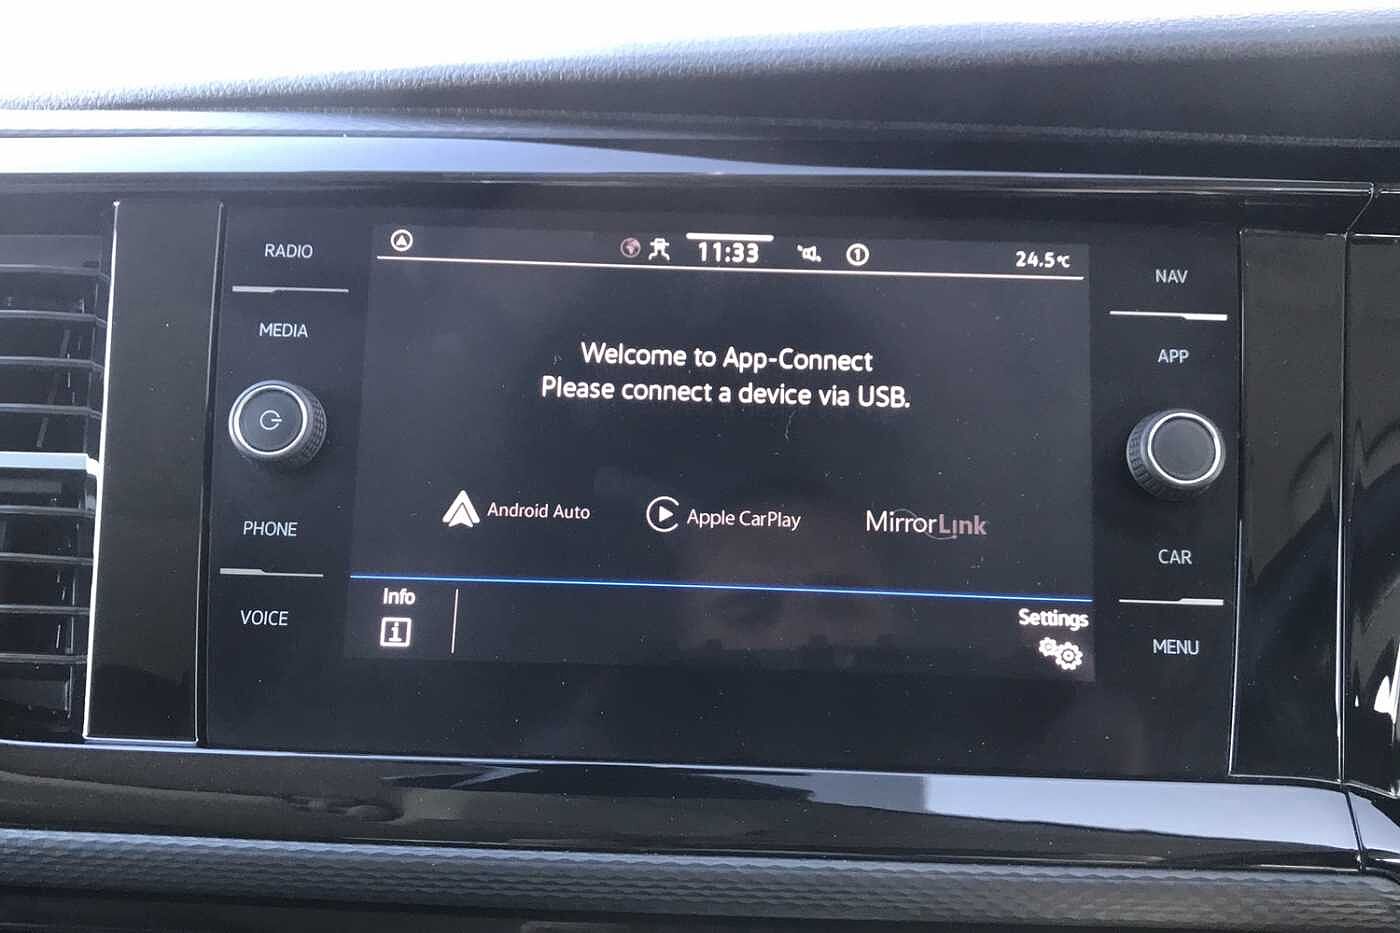 RADIO
MEDIA
PHONE
VOICE
11:33
1
24.5°C
Welcome to App-Connect
Please connect a device via USB.
Android Auto
Apple CarPlay
MirrorLink
Info
i
Settings
NAV
APP
CAR
MENU